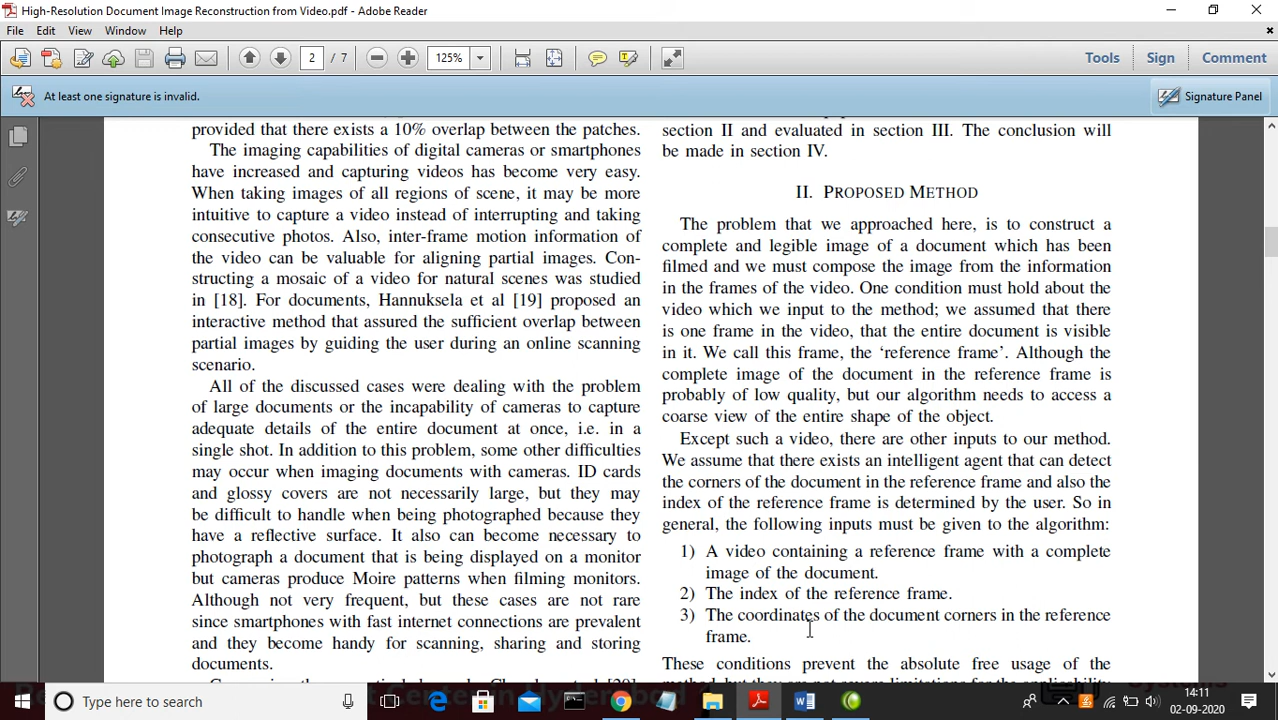 High-Resolution Document Image Reconstruction from Video.pdf - Adobe Reader
File Edit View Window Help
2 / 7 125% Tools Sign Comment
At least one signature is invalid. Signature Panel
provided that there exists a 10% overlap between the patches.
The imaging capabilities of digital cameras or smartphones
have increased and capturing videos has become very easy.
When taking images of all regions of scene, it may be more
intuitive to capture a video instead of interrupting and taking
consecutive photos. Also, inter-frame motion information of
the video can be valuable for aligning partial images. Con-
structing a mosaic of a video for natural scenes was studied
in [18]. For documents, Hannuksela et al [19] proposed an
interactive method that assured the sufficient overlap between
partial images by guiding the user during an online scanning
scenario.
All of the discussed cases were dealing with the problem
of large documents or the incapability of cameras to capture
adequate details of the entire document at once, i.e. in a
single shot. In addition to this problem, some other difficulties
may occur when imaging documents with cameras. ID cards
and glossy covers are not necessarily large, but they may
be difficult to handle when being photographed because they
have a reflective surface. It also can become necessary to
photograph a document that is being displayed on a monitor
but cameras produce Moire patterns when filming monitors.
Although not very frequent, but these cases are not rare
since smartphones with fast internet connections are prevalent
and they become handy for scanning, sharing and storing
documents.
section II and evaluated in section III. The conclusion will
be made in section IV.
II. PROPOSED METHOD
The problem that we approached here, is to construct a
complete and legible image of a document which has been
filmed and we must compose the image from the information
in the frames of the video. One condition must hold about the
video which we input to the method; we assumed that there
is one frame in the video, that the entire document is visible
in it. We call this frame, the ‘reference frame’. Although the
complete image of the document in the reference frame is
probably of low quality, but our algorithm needs to access a
coarse view of the entire shape of the object.
Except such a video, there are other inputs to our method.
We assume that there exists an intelligent agent that can detect
the corners of the document in the reference frame and also the
index of the reference frame is determined by the user. So in
general, the following inputs must be given to the algorithm:
1) A video containing a reference frame with a complete
image of the document.
2) The index of the reference frame.
3) The coordinates of the document corners in the reference
frame.
These conditions prevent the absolute free usage of the
Type here to search
14:11
02-09-2020